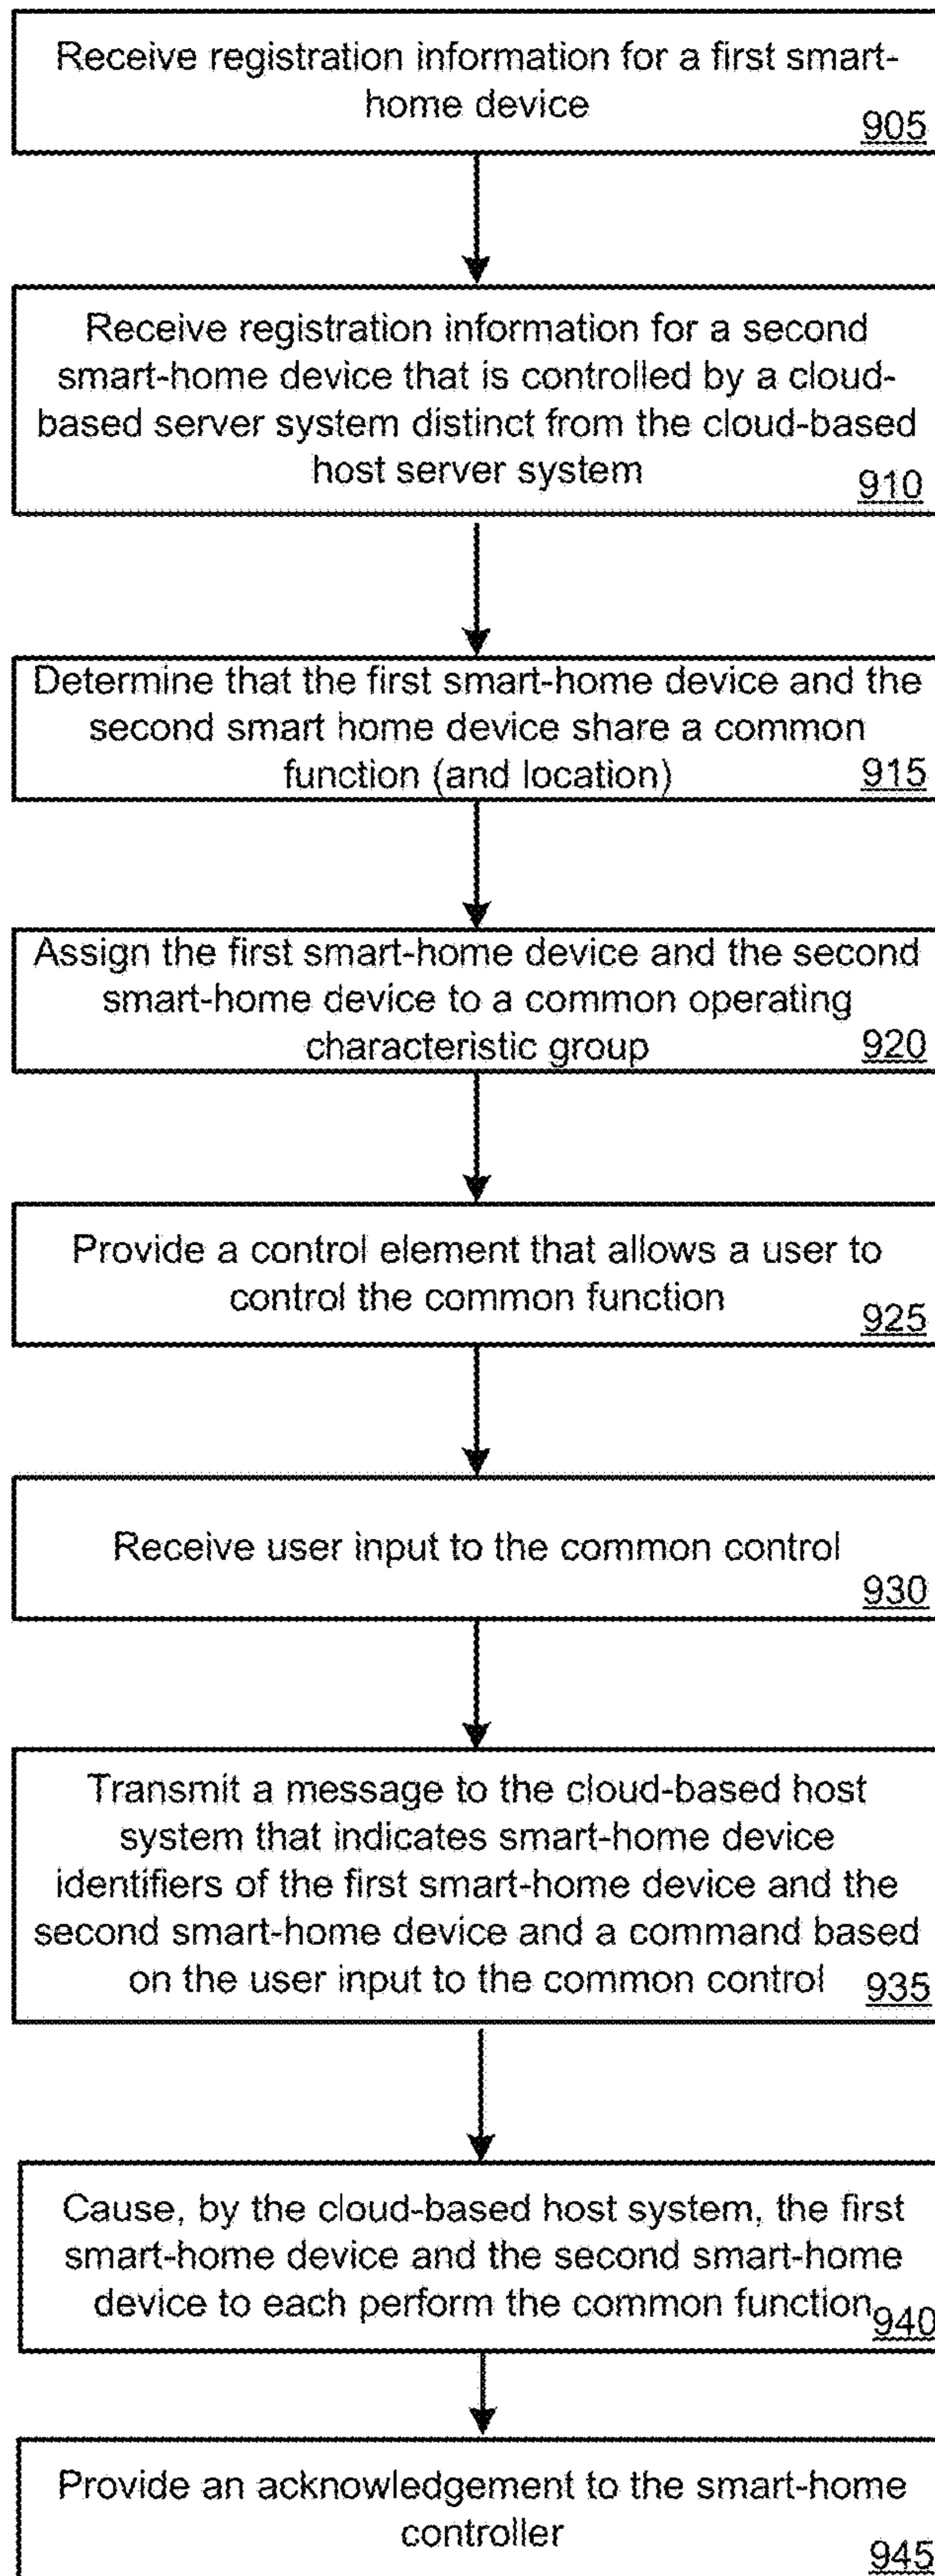 Receive registration information for a first smart-
home device
905
Receive registration information for a second
smart-home device that is controlled by a cloud-
based server system distinct from the cloud-based
host server system
910
Determine that the first smart-home device and the
second smart home device share a common
function (and location)
915
Assign the first smart-home device and the second
smart-home device to a common operating
characteristic group
920
Provide a control element that allows a user to
control the common function
925
Receive user input to the common control
930
Transmit a message to the cloud-based host
system that indicates smart-home device
identifiers of the first smart-home device and the
second smart-home device and a command based
on the user input to the common control
935
Cause, by the cloud-based host system, the first
smart-home device and the second smart-home
device to each perform the common function
940
Provide an acknowledgement to the smart-home
controller
945